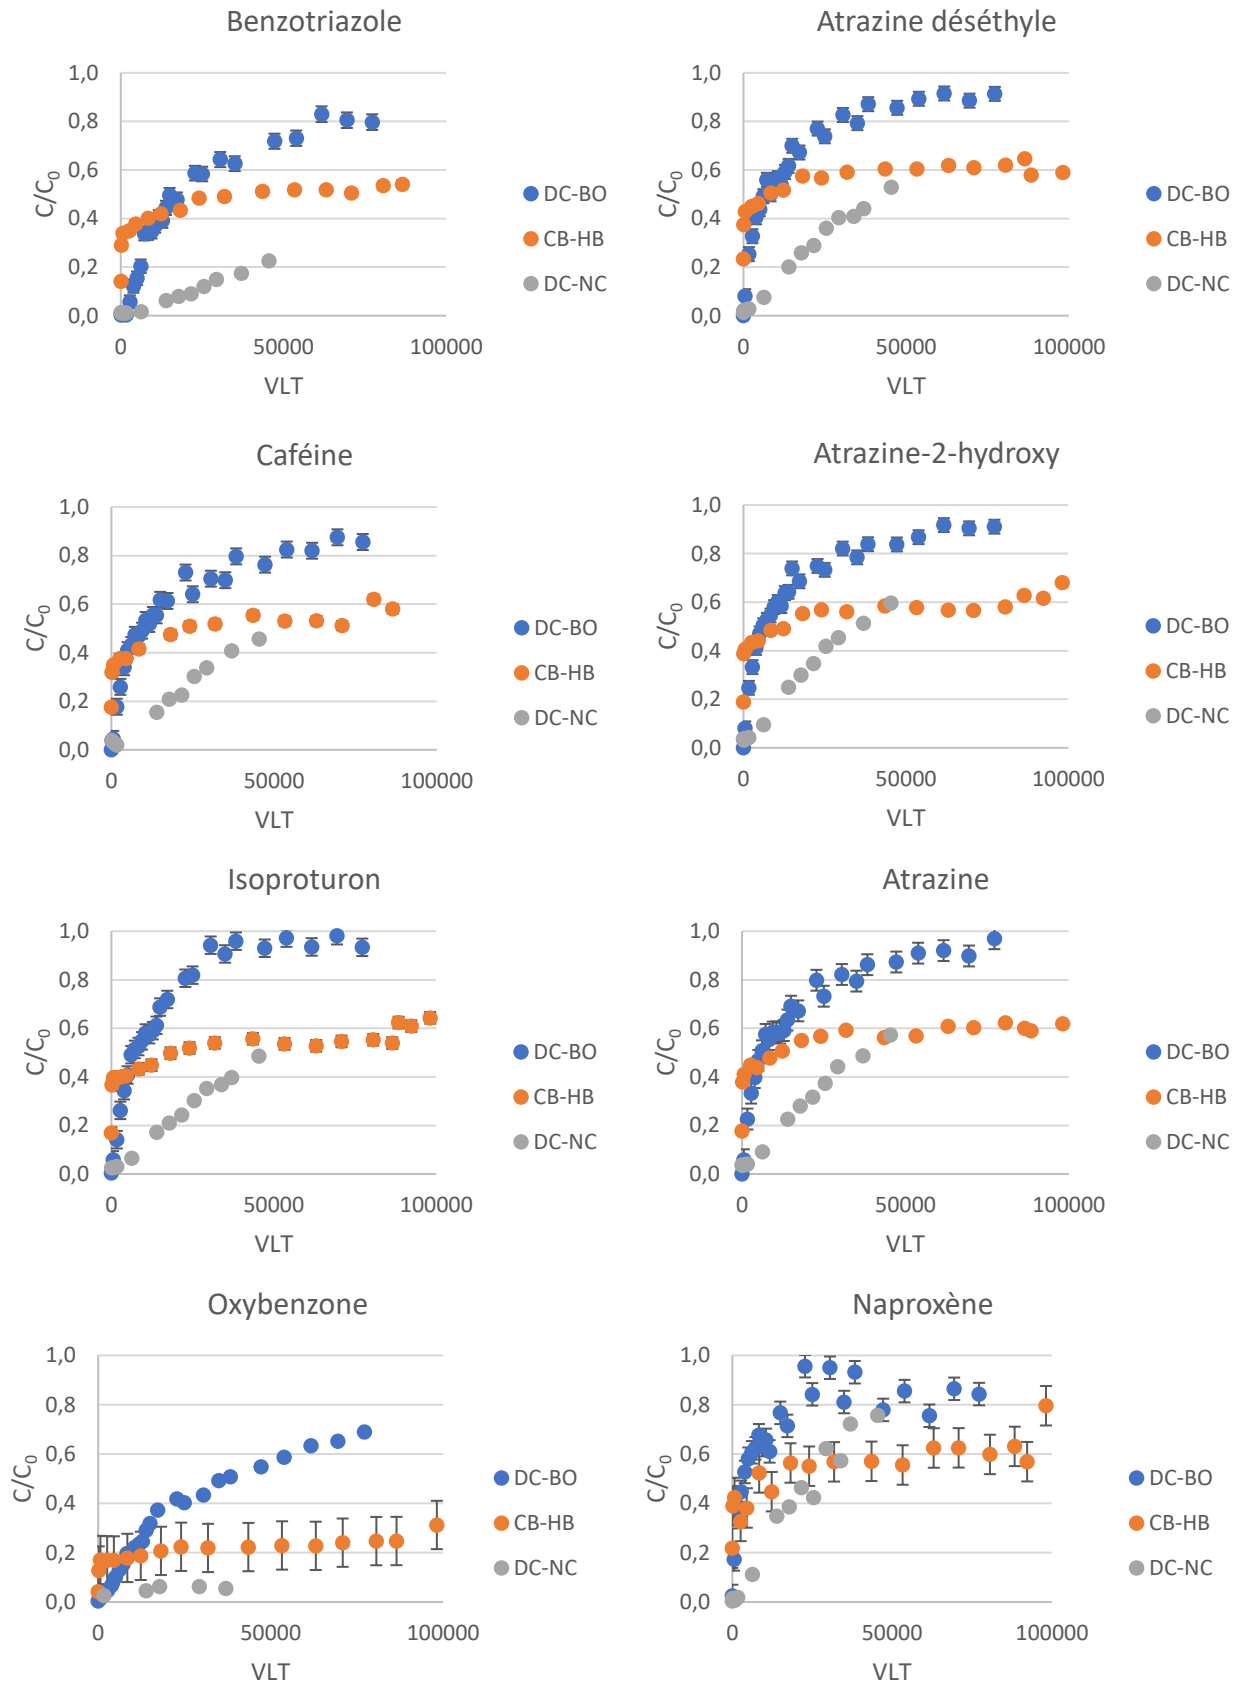 Benzotriazole
C/C0
1,0
0,8
0,6
0,4
0,2
0,0
0 50000 100000
VLT
DC-BO
CB-HB
DC-NC
Atrazine déséthyle
C/C0
1,0
0,8
0,6
0,4
0,2
0,0
0 50000 100000
VLT
DC-BO
CB-HB
DC-NC
Caféine
C/C0
1,0
0,8
0,6
0,4
0,2
0,0
0 50000 100000
VLT
DC-BO
CB-HB
DC-NC
Atrazine-2-hydroxy
C/C0
1,0
0,8
0,6
0,4
0,2
0,0
0 50000 100000
VLT
DC-BO
CB-HB
DC-NC
Isoproturon
C/C0
1,0
0,8
0,6
0,4
0,2
0,0
0 50000 100000
VLT
DC-BO
CB-HB
DC-NC
Atrazine
C/C0
1,0
0,8
0,6
0,4
0,2
0,0
0 50000 100000
VLT
DC-BO
CB-HB
DC-NC
Oxybenzone
C/C0
1,0
0,8
0,6
0,4
0,2
0,0
0 50000 100000
VLT
DC-BO
CB-HB
DC-NC
Naproxène
C/C0
1,0
0,8
0,6
0,4
0,2
0,0
0 50000 100000
VLT
DC-BO
CB-HB
DC-NC